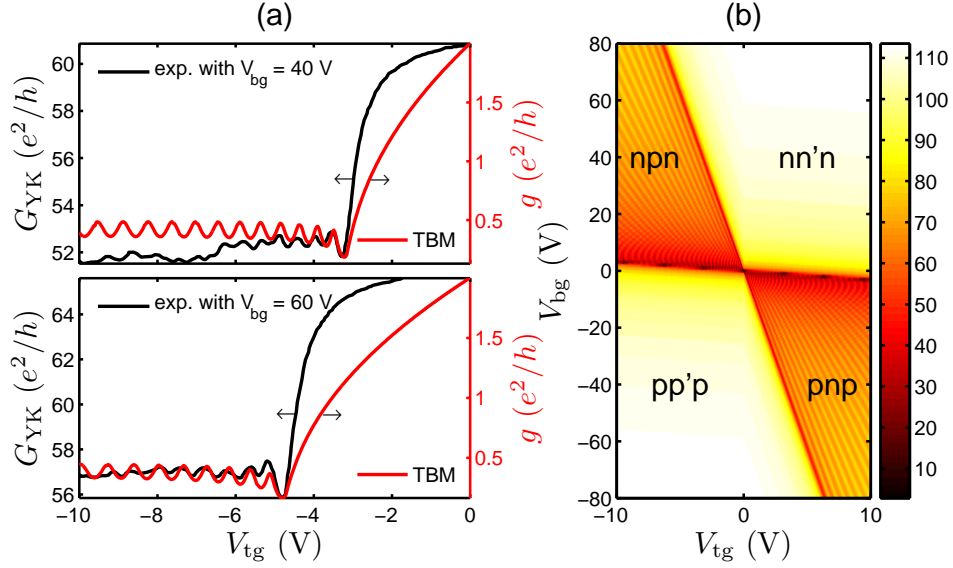 (a)
60
58
56
54
52
G_YK (e²/h)
exp. with V_bg = 40 V
TBM
1.5
1
0.5
g (e²/h)
64
62
60
58
56
G_YK (e²/h)
exp. with V_bg = 60 V
TBM
1.5
1
0.5
g (e²/h)
−10 −8 −6 −4 −2 0
V_tg (V)
(b)
80
60
40
20
0
−20
−40
−60
−80
V_bg (V)
npn
nn'n
pp'p
pnp
−10 0 10
V_tg (V)
110
100
90
80
70
60
50
40
30
20
10